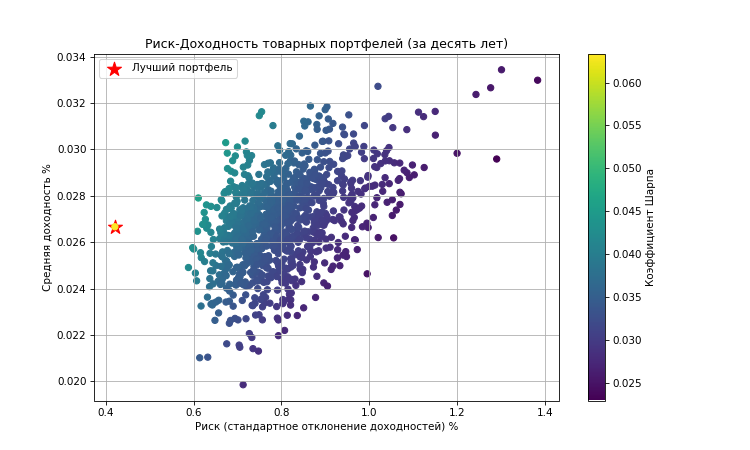 Риск-Доходность товарных портфелей (за десять лет)
Лучший портфель
Средняя доходность %
0.034
0.032
0.030
0.028
0.026
0.024
0.022
0.020
0.4 0.6 0.8 1.0 1.2 1.4
Риск (стандартное отклонение доходностей) %
0.060
0.055
0.050
0.045
0.040
0.035
0.030
0.025
Коэффициент Шарпа